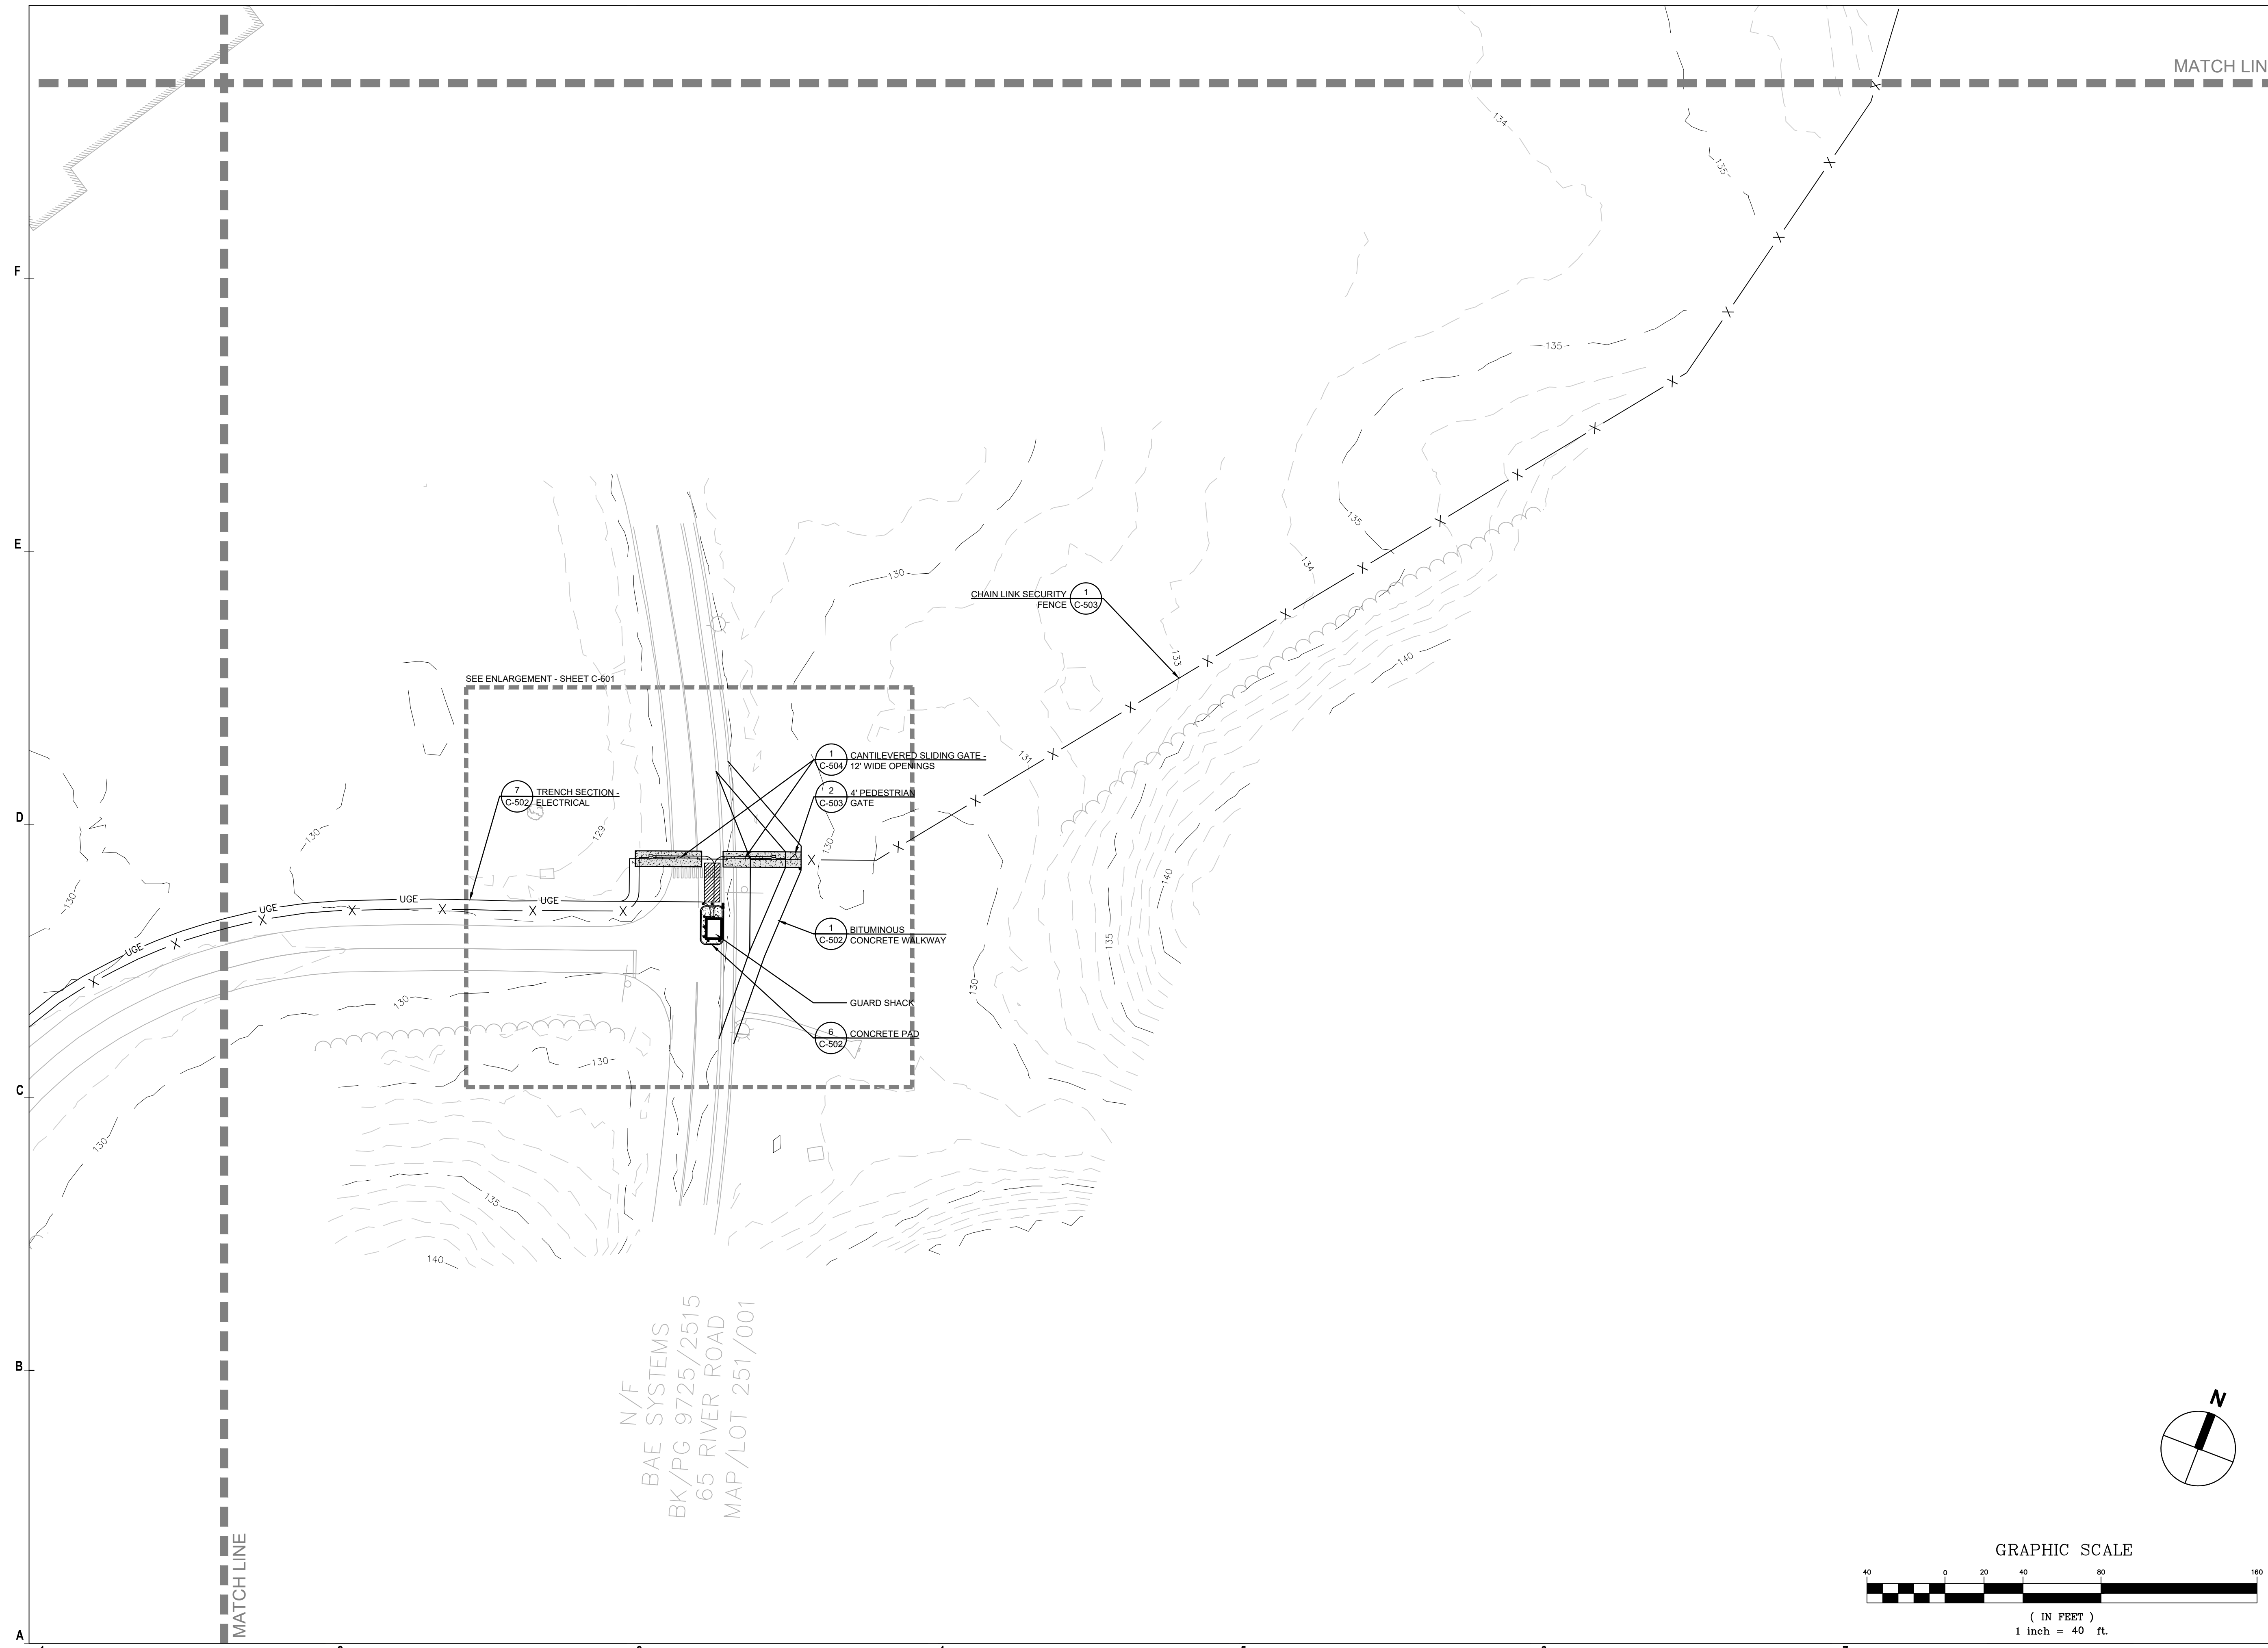 MATCH LIN
134
135
F
135
E
135
130
134
CHAIN LINK SECURITY
FENCE
1
C-503
133
140
SEE ENLARGEMENT - SHEET C-601
1
C-504
CANTILEVERED SLIDING GATE -
12' WIDE OPENINGS
131
7
C-502
TRENCH SECTION -
ELECTRICAL
2
C-503
4' PEDESTRIAN
GATE
D
130
129
130
140
130
UGE
UGE
UGE
UGE
1
C-502
BITUMINOUS
CONCRETE WALKWAY
135
130
130
GUARD SHACK
6
C-502
CONCRETE PAD
130
C
130
135
140
N/F
BAE SYSTEMS
BK/PG 9725/2515
65 RIVER ROAD
MAP/LOT 251/001
B
N
MATCH LINE
GRAPHIC SCALE
40 0 20 40 80 160
( IN FEET )
1 inch = 40 ft.
A